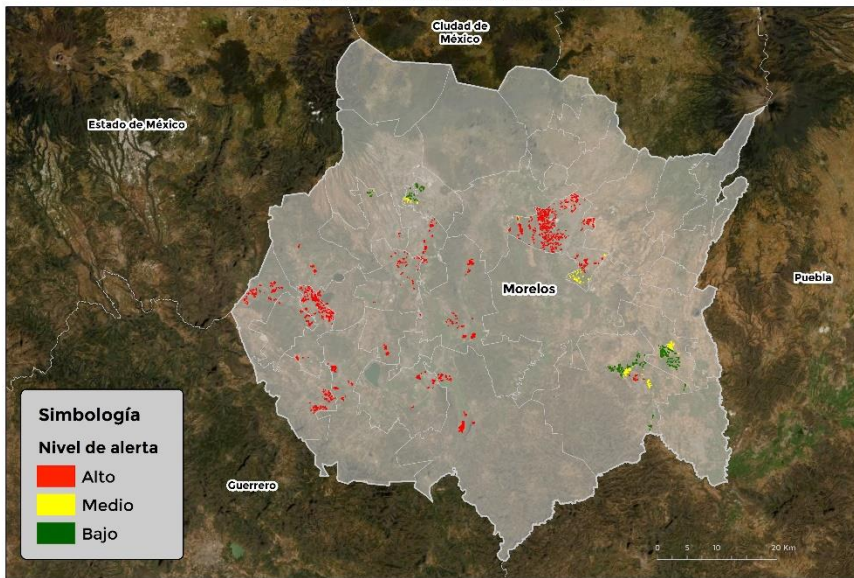 Ciudad de
México
Estado de México
Puebla
Morelos
Guerrero
Simbología
Nivel de alerta
Alto
Medio
Bajo
0 5 10 20 Km